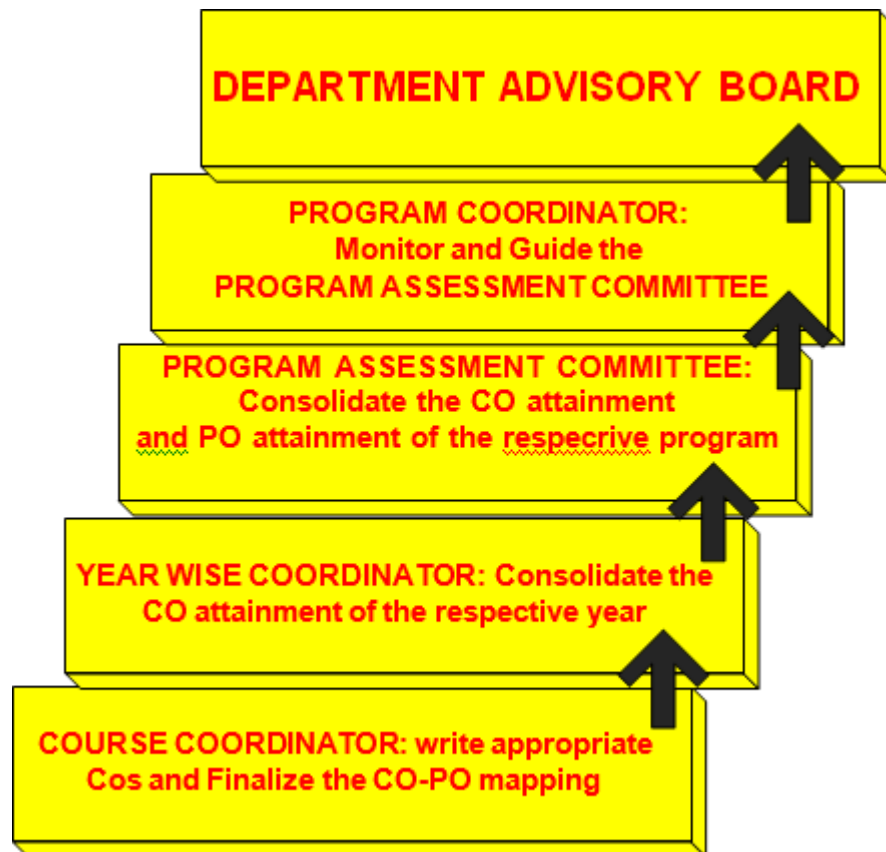 DEPARTMENT ADVISORY BOARD
PROGRAM COORDINATOR:
Monitor and Guide the
PROGRAM ASSESSMENT COMMITTEE
PROGRAM ASSESSMENT COMMITTEE:
Consolidate the CO attainment
and PO attainment of the respecrive program
YEAR WISE COORDINATOR: Consolidate the
CO attainment of the respective year
COURSE COORDINATOR: write appropriate
Cos and Finalize the CO-PO mapping